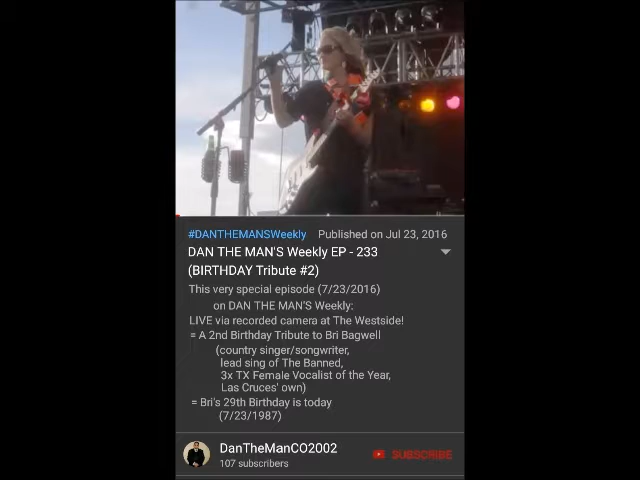 #DANTHEMANSWeekly Published on Jul 23, 2016
DAN THE MAN'S Weekly EP - 233
(BIRTHDAY Tribute #2)
This very special episode (7/23/2016)
on DAN THE MAN'S Weekly:
LIVE via recorded camera at The Westside!
= A 2nd Birthday Tribute to Bri Bagwell
(country singer/songwriter,
lead sing of The Banned,
3x TX Female Vocalist of the Year,
Las Cruces' own)
= Bri's 29th Birthday is today
(7/23/1987)
DanTheManCO2002
107 subscribers
SUBSCRIBE